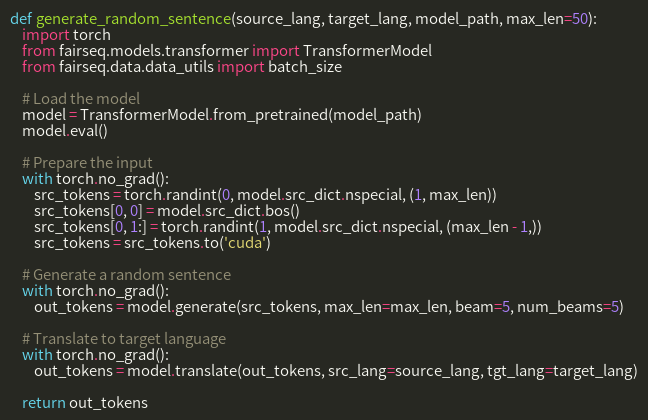 def generate_random_sentence(source_lang, target_lang, model_path, max_len=50):
import torch
from fairseq.models.transformer import TransformerModel
from fairseq.data.data_utils import batch_size
# Load the model
model = TransformerModel.from_pretrained(model_path)
model.eval()
# Prepare the input
with torch.no_grad():
src_tokens = torch.randint(0, model.src_dict.nspecial, (1, max_len))
src_tokens[0, 0] = model.src_dict.bos()
src_tokens[0, 1:] = torch.randint(1, model.src_dict.nspecial, (max_len - 1,))
src_tokens = src_tokens.to('cuda')
# Generate a random sentence
with torch.no_grad():
out_tokens = model.generate(src_tokens, max_len=max_len, beam=5, num_beams=5)
# Translate to target language
with torch.no_grad():
out_tokens = model.translate(out_tokens, src_lang=source_lang, tgt_lang=target_lang)
return out_tokens